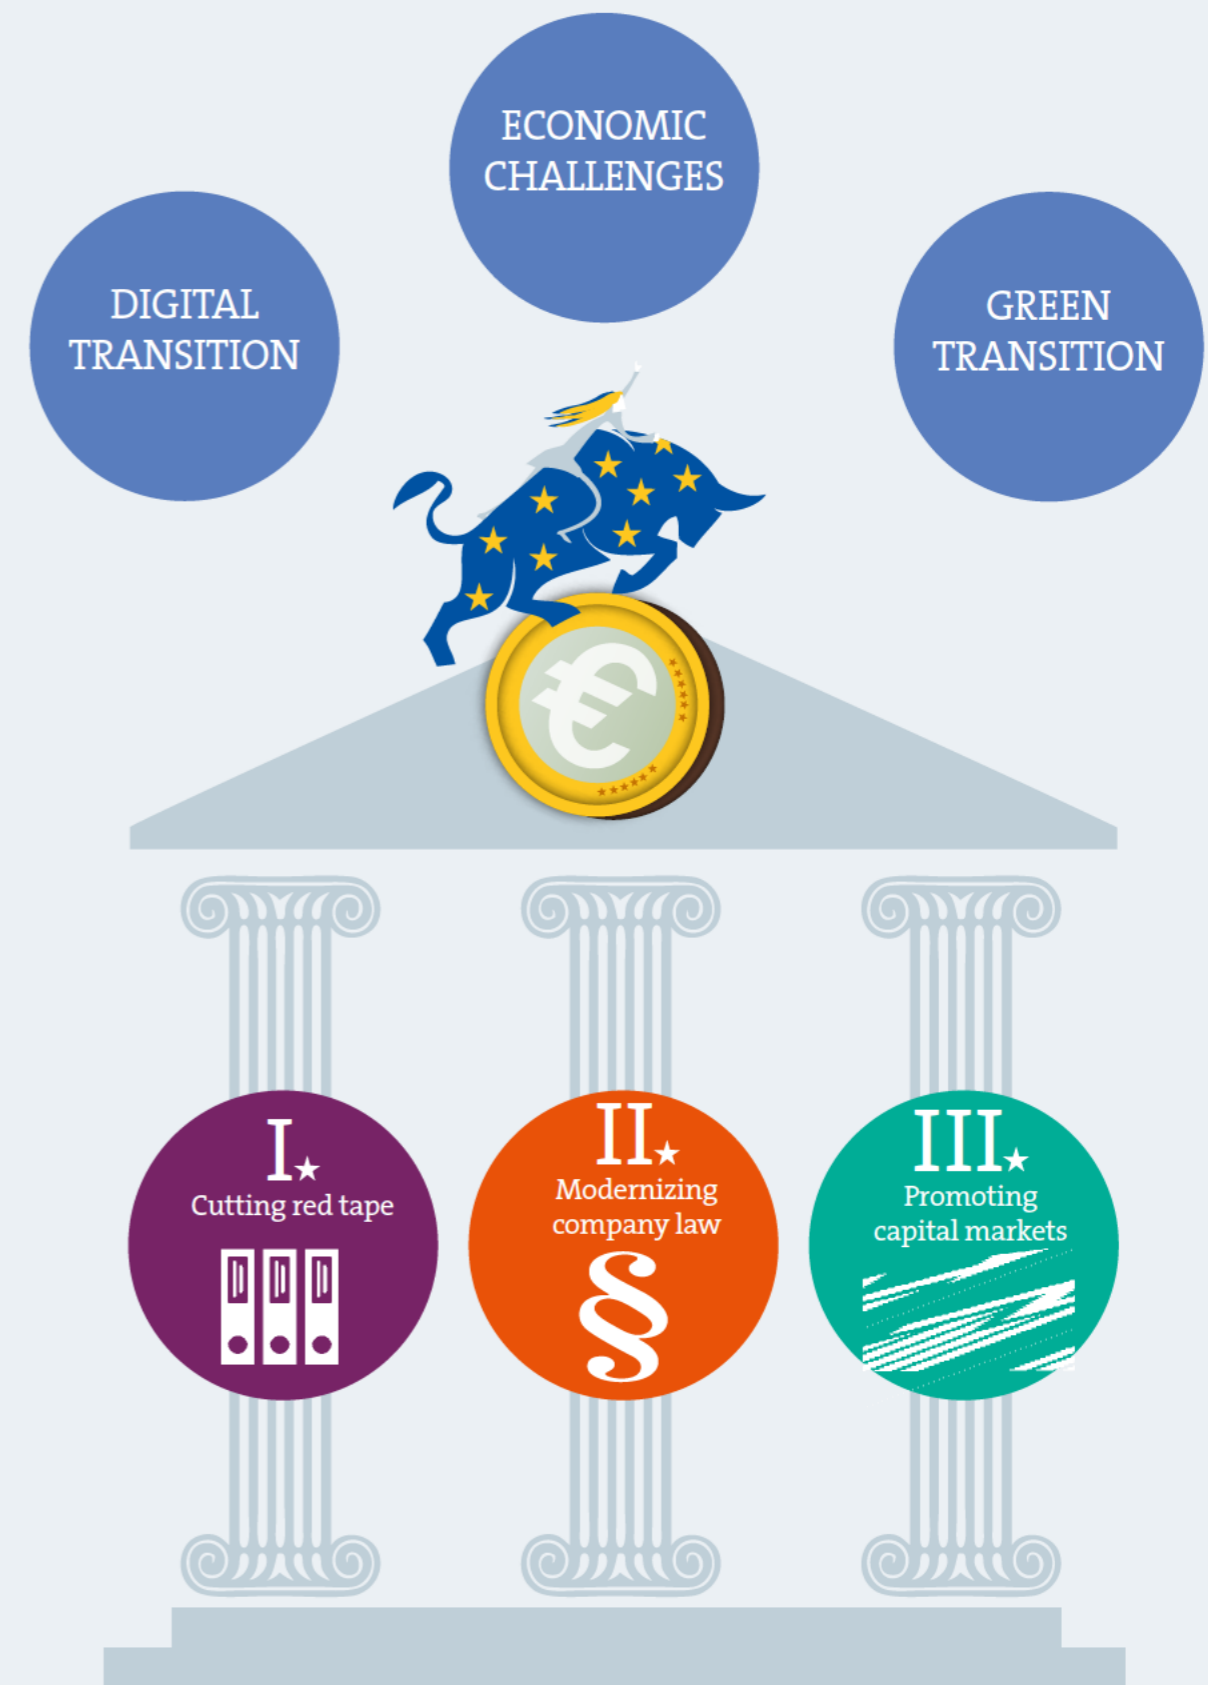 ECONOMIC
CHALLENGES
DIGITAL
TRANSITION
GREEN
TRANSITION
€
I.
Cutting red tape
II.
Modernizing
company law
§
III.
Promoting
capital markets